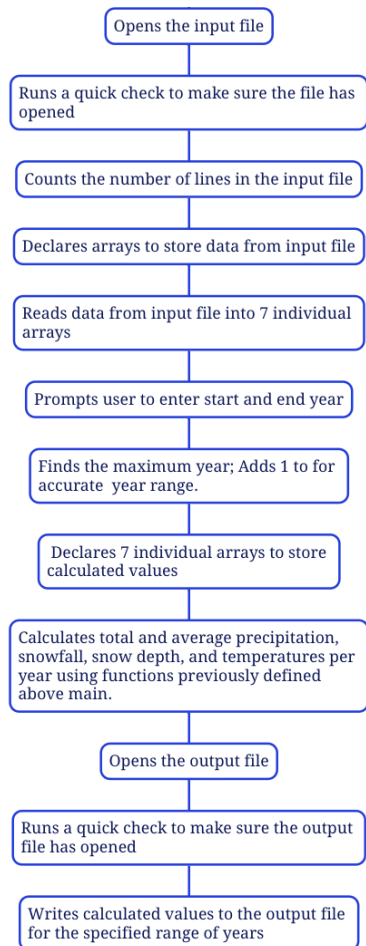 Opens the input file
Runs a quick check to make sure the file has
opened
Counts the number of lines in the input file
Declares arrays to store data from input file
Reads data from input file into 7 individual
arrays
Prompts user to enter start and end year
Finds the maximum year; Adds 1 to for
accurate  year range.
Declares 7 individual arrays to store
calculated values
Calculates total and average precipitation,
snowfall, snow depth, and temperatures per
year using functions previously defined
above main.
Opens the output file
Runs a quick check to make sure the output
file has opened
Writes calculated values to the output file
for the specified range of years